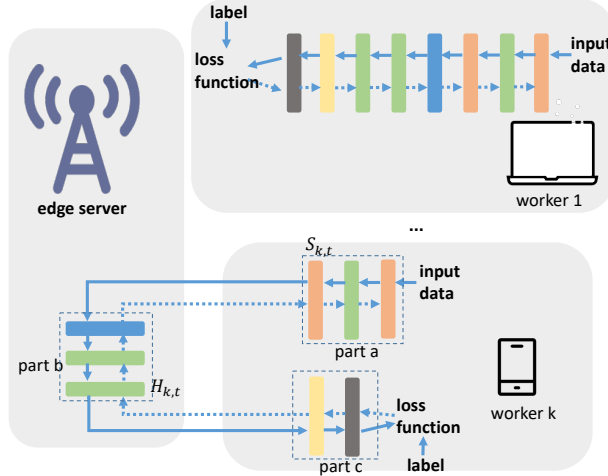 label
loss
function
input
data
edge server
worker 1
...
S_{k,t}
input
data
part a
part b
H_{k,t}
loss
function
worker k
part c
label